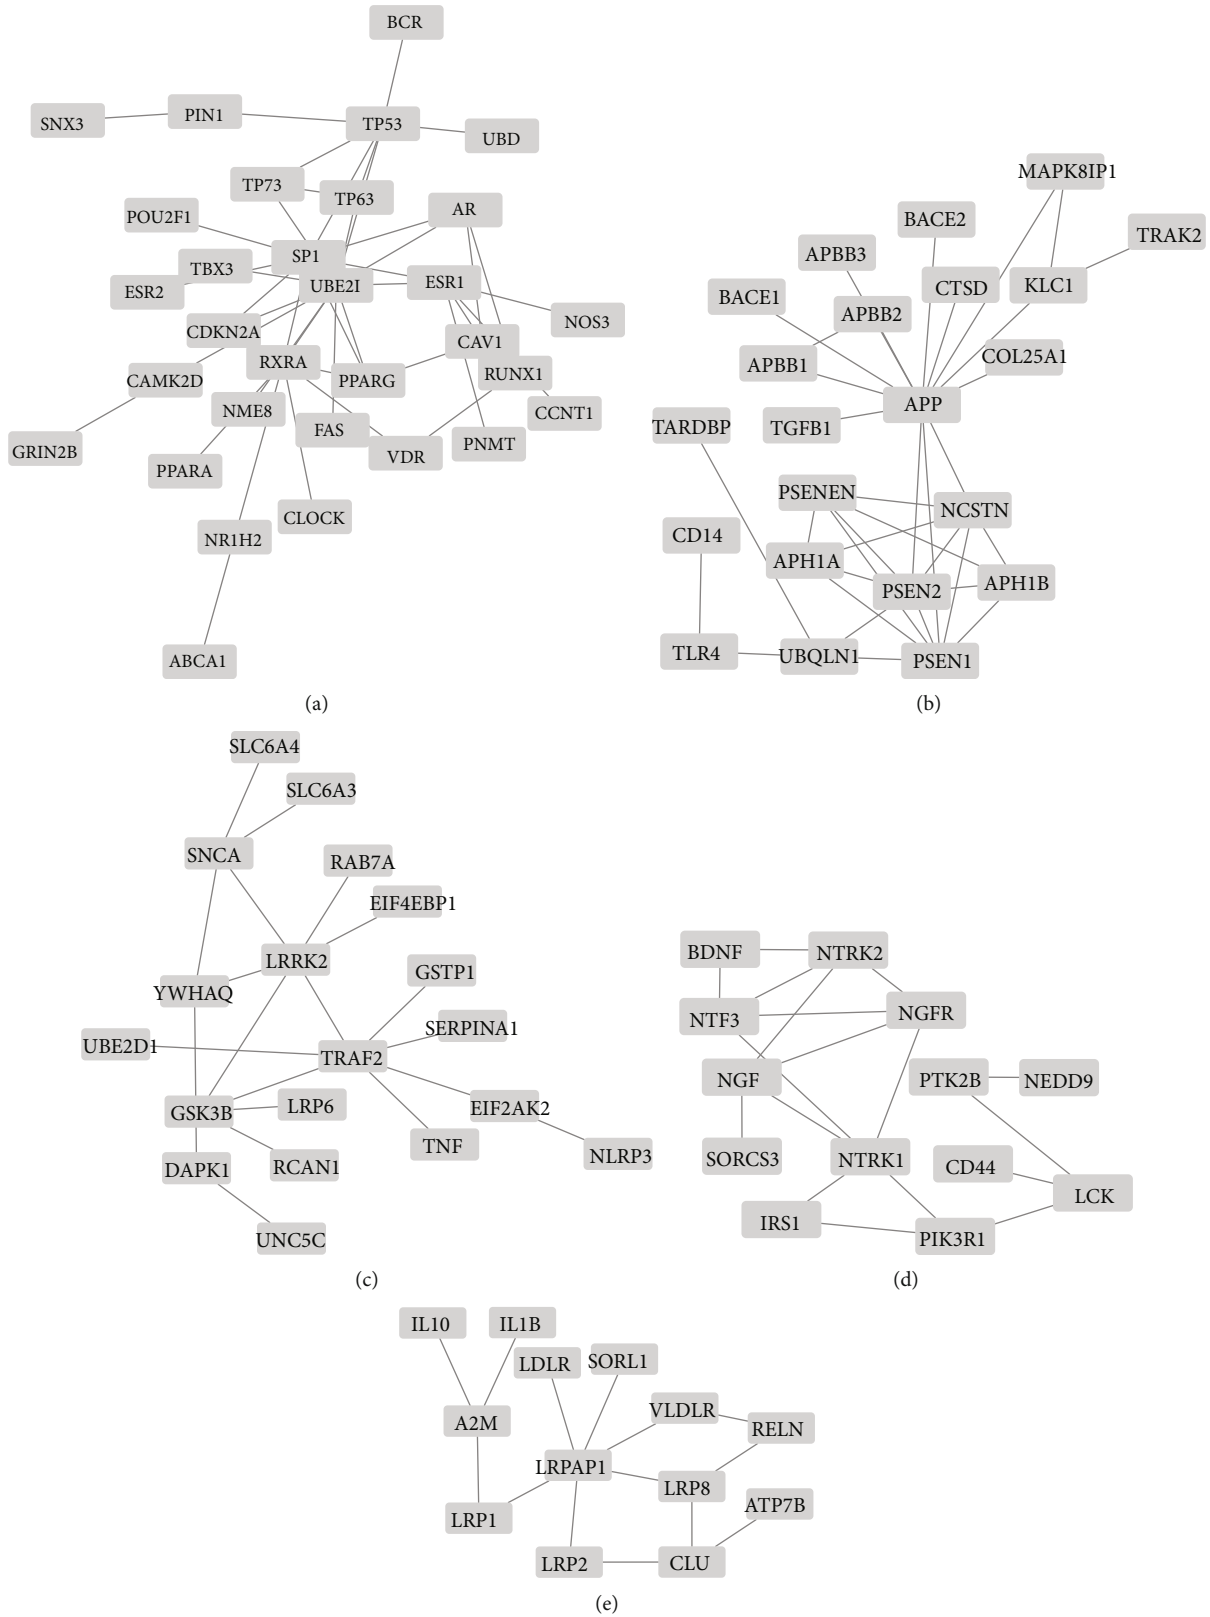 BCR
SNX3
PIN1
TP53
UBD
TP73
TP63
POU2F1
AR
SP1
TBX3
UBE2I
ESR1
ESR2
NOS3
CDKN2A
CAV1
RXRA
RUNX1
CAMK2D
PPARG
NME8
CCNT1
FAS
GRIN2B
PNMT
VDR
PPARA
CLOCK
NR1H2
ABCA1
(a)
MAPK8IP1
BACE2
TRAK2
APBB3
CTSD
KLC1
BACE1
APBB2
COL25A1
APBB1
APP
TARDBP
TGFB1
PSENEN
NCSTN
CD14
APH1A
APH1B
PSEN2
TLR4
UBQLN1
PSEN1
(b)
SLC6A4
SLC6A3
SNCA
RAB7A
EIF4EBP1
LRRK2
GSTP1
YWHAQ
SERPINA1
UBE2D1
TRAF2
GSK3B
LRP6
EIF2AK2
TNF
NLRP3
DAPK1
RCAN1
UNC5C
(c)
BDNF
NTRK2
NTF3
NGFR
NGF
PTK2B
NEDD9
SORCS3
NTRK1
CD44
LCK
IRS1
PIK3R1
(d)
IL10
IL1B
LDLR
SORL1
A2M
VLDLR
RELN
LRPAP1
LRP8
ATP7B
LRP1
LRP2
CLU
(e)